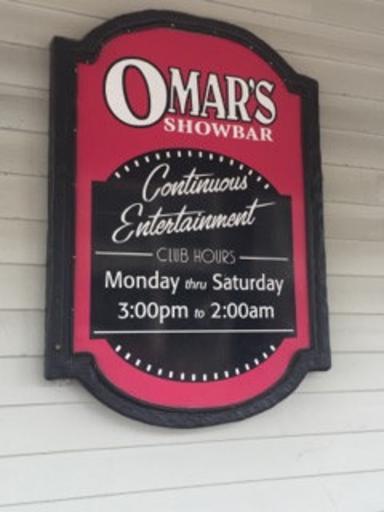 OMAR'S
SHOWBAR
Continuous
Entertainment
CLUB HOURS
Monday thru Saturday
3:00pm to 2:00am